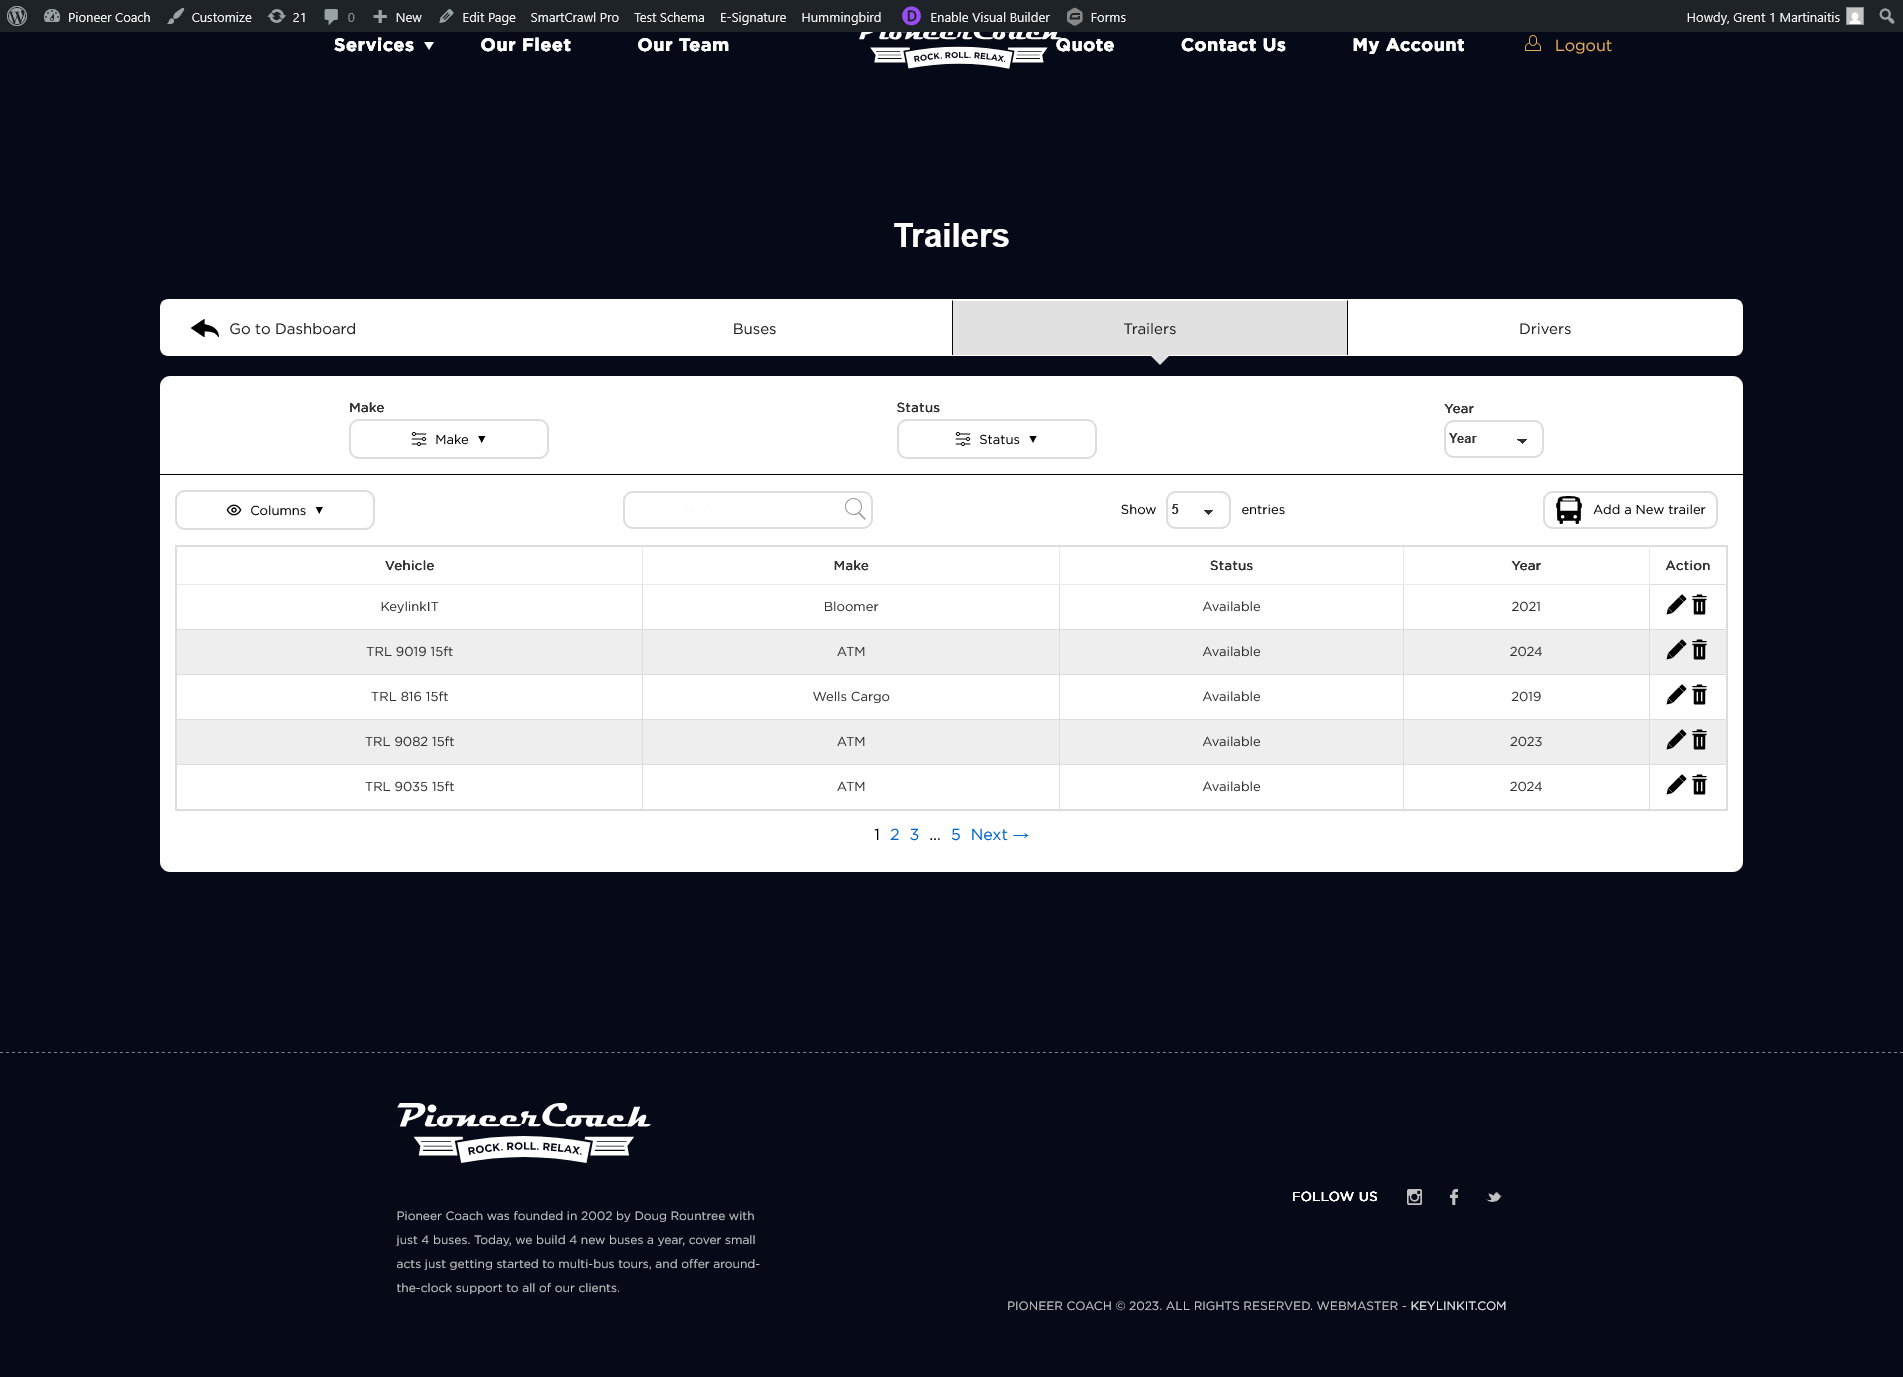 Pioneer Coach Customize 21 0 New Edit Page SmartCrawl Pro Test Schema E-Signature Hummingbird D Enable Visual Builder Forms Howdy, Grent 1 Martinaitis
Services ▼ Our Fleet Our Team PioneerCoach Quote Contact Us My Account Logout
ROCK. ROLL. RELAX.
Trailers
Go to Dashboard Buses Trailers Drivers
Make Status Year
Make ▼ Status ▼ Year
Columns ▼ Show 5 entries Add a New trailer
Vehicle Make Status Year Action
KeylinkIT Bloomer Available 2021
TRL 9019 15ft ATM Available 2024
TRL 816 15ft Wells Cargo Available 2019
TRL 9082 15ft ATM Available 2023
TRL 9035 15ft ATM Available 2024
1 2 3 ... 5 Next →
PioneerCoach
ROCK. ROLL. RELAX.
FOLLOW US
Pioneer Coach was founded in 2002 by Doug Rountree with
just 4 buses. Today, we build 4 new buses a year, cover small
acts just getting started to multi-bus tours, and offer around-
the-clock support to all of our clients.
PIONEER COACH © 2023. ALL RIGHTS RESERVED. WEBMASTER - KEYLINKIT.COM